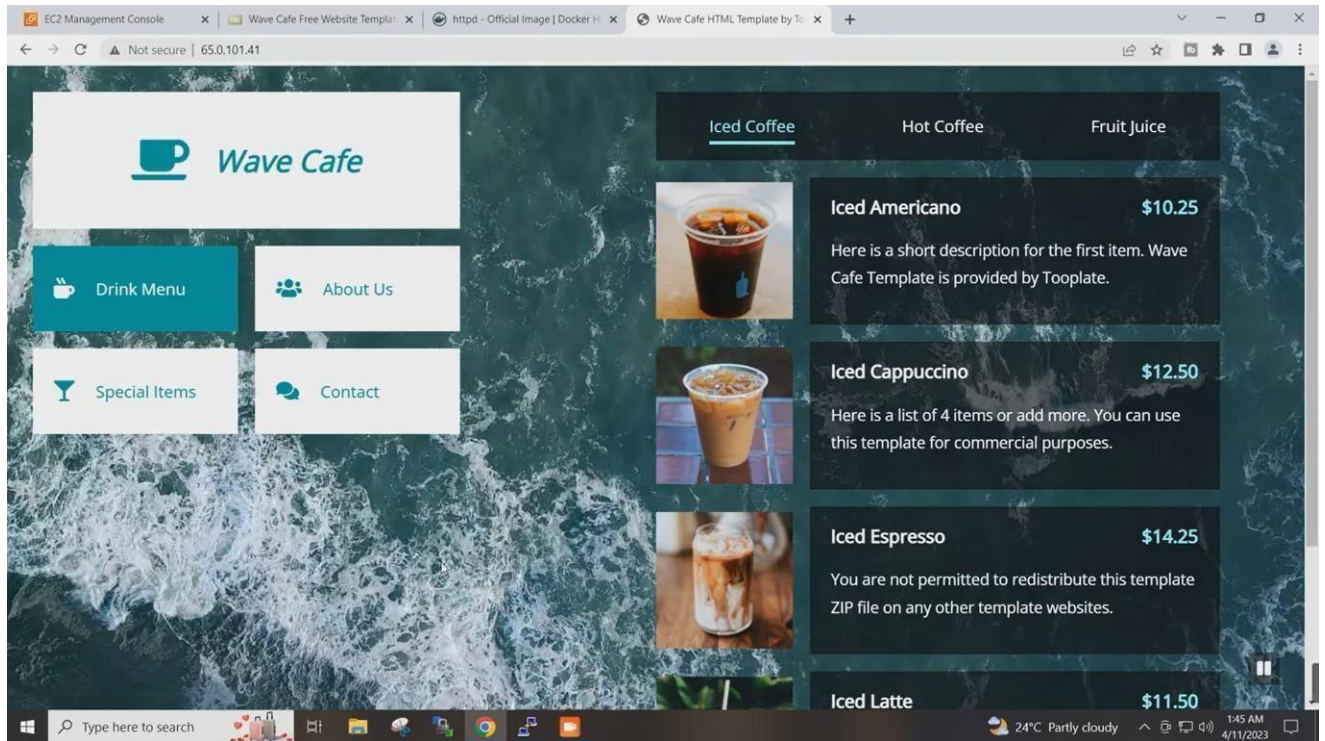 EC2 Management Console
Wave Cafe Free Website Templat
httpd - Official Image | Docker H
Wave Cafe HTML Template by To
Not secure | 65.0.101.41
Wave Cafe
Drink Menu
About Us
Special Items
Contact
Iced Coffee
Hot Coffee
Fruit Juice
Iced Americano
$10.25
Here is a short description for the first item. Wave
Cafe Template is provided by Tooplate.
Iced Cappuccino
$12.50
Here is a list of 4 items or add more. You can use
this template for commercial purposes.
Iced Espresso
$14.25
You are not permitted to redistribute this template
ZIP file on any other template websites.
Iced Latte
$11.50
Type here to search
24°C Partly cloudy
1:45 AM
4/11/2023